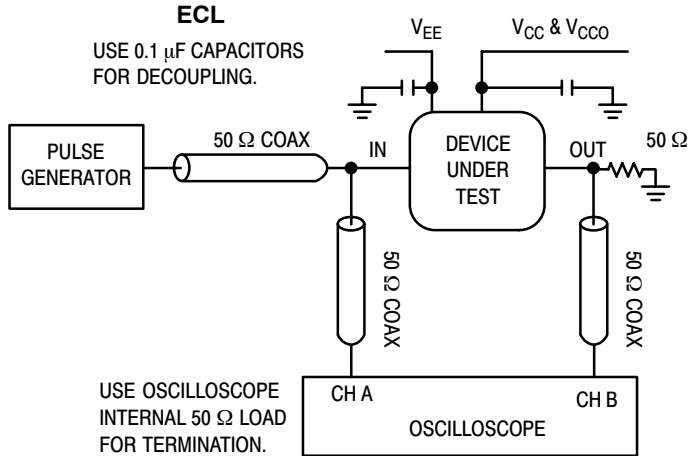 ECL
USE 0.1 μF CAPACITORS
FOR DECOUPLING.
VEE
VCC & VCCO
PULSE
GENERATOR
50 Ω COAX
IN
DEVICE
UNDER
TEST
OUT
50 Ω
50 Ω COAX
50 Ω COAX
USE OSCILLOSCOPE
INTERNAL 50 Ω LOAD
FOR TERMINATION.
CH A
CH B
OSCILLOSCOPE